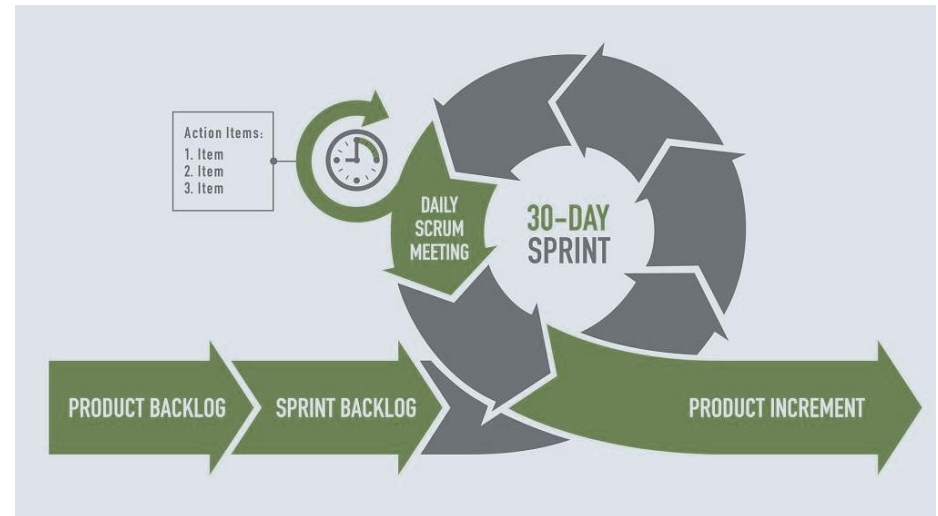 Action Items:
1. Item
2. Item
3. Item
DAILY
SCRUM
MEETING
30-DAY
SPRINT
PRODUCT BACKLOG
SPRINT BACKLOG
PRODUCT INCREMENT